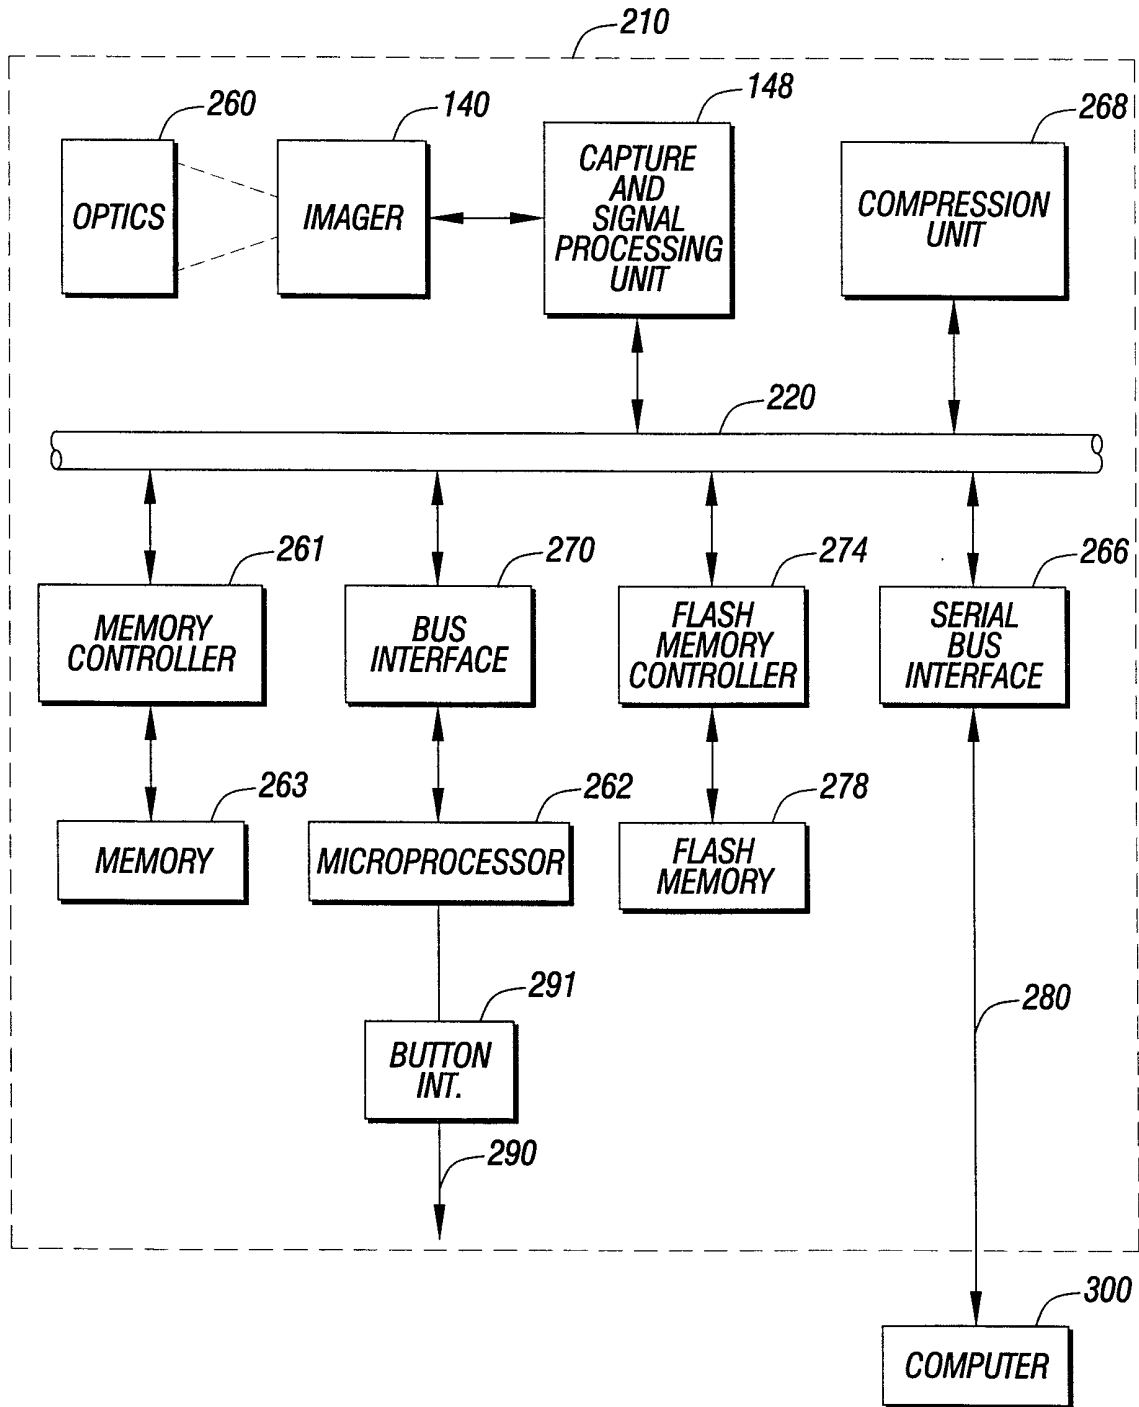 210
260
140
148
268
OPTICS
IMAGER
CAPTURE
AND
SIGNAL
PROCESSING
UNIT
COMPRESSION
UNIT
220
261
270
274
266
MEMORY
CONTROLLER
BUS
INTERFACE
FLASH
MEMORY
CONTROLLER
SERIAL
BUS
INTERFACE
263
262
278
MEMORY
MICROPROCESSOR
FLASH
MEMORY
291
280
BUTTON
INT.
290
300
COMPUTER